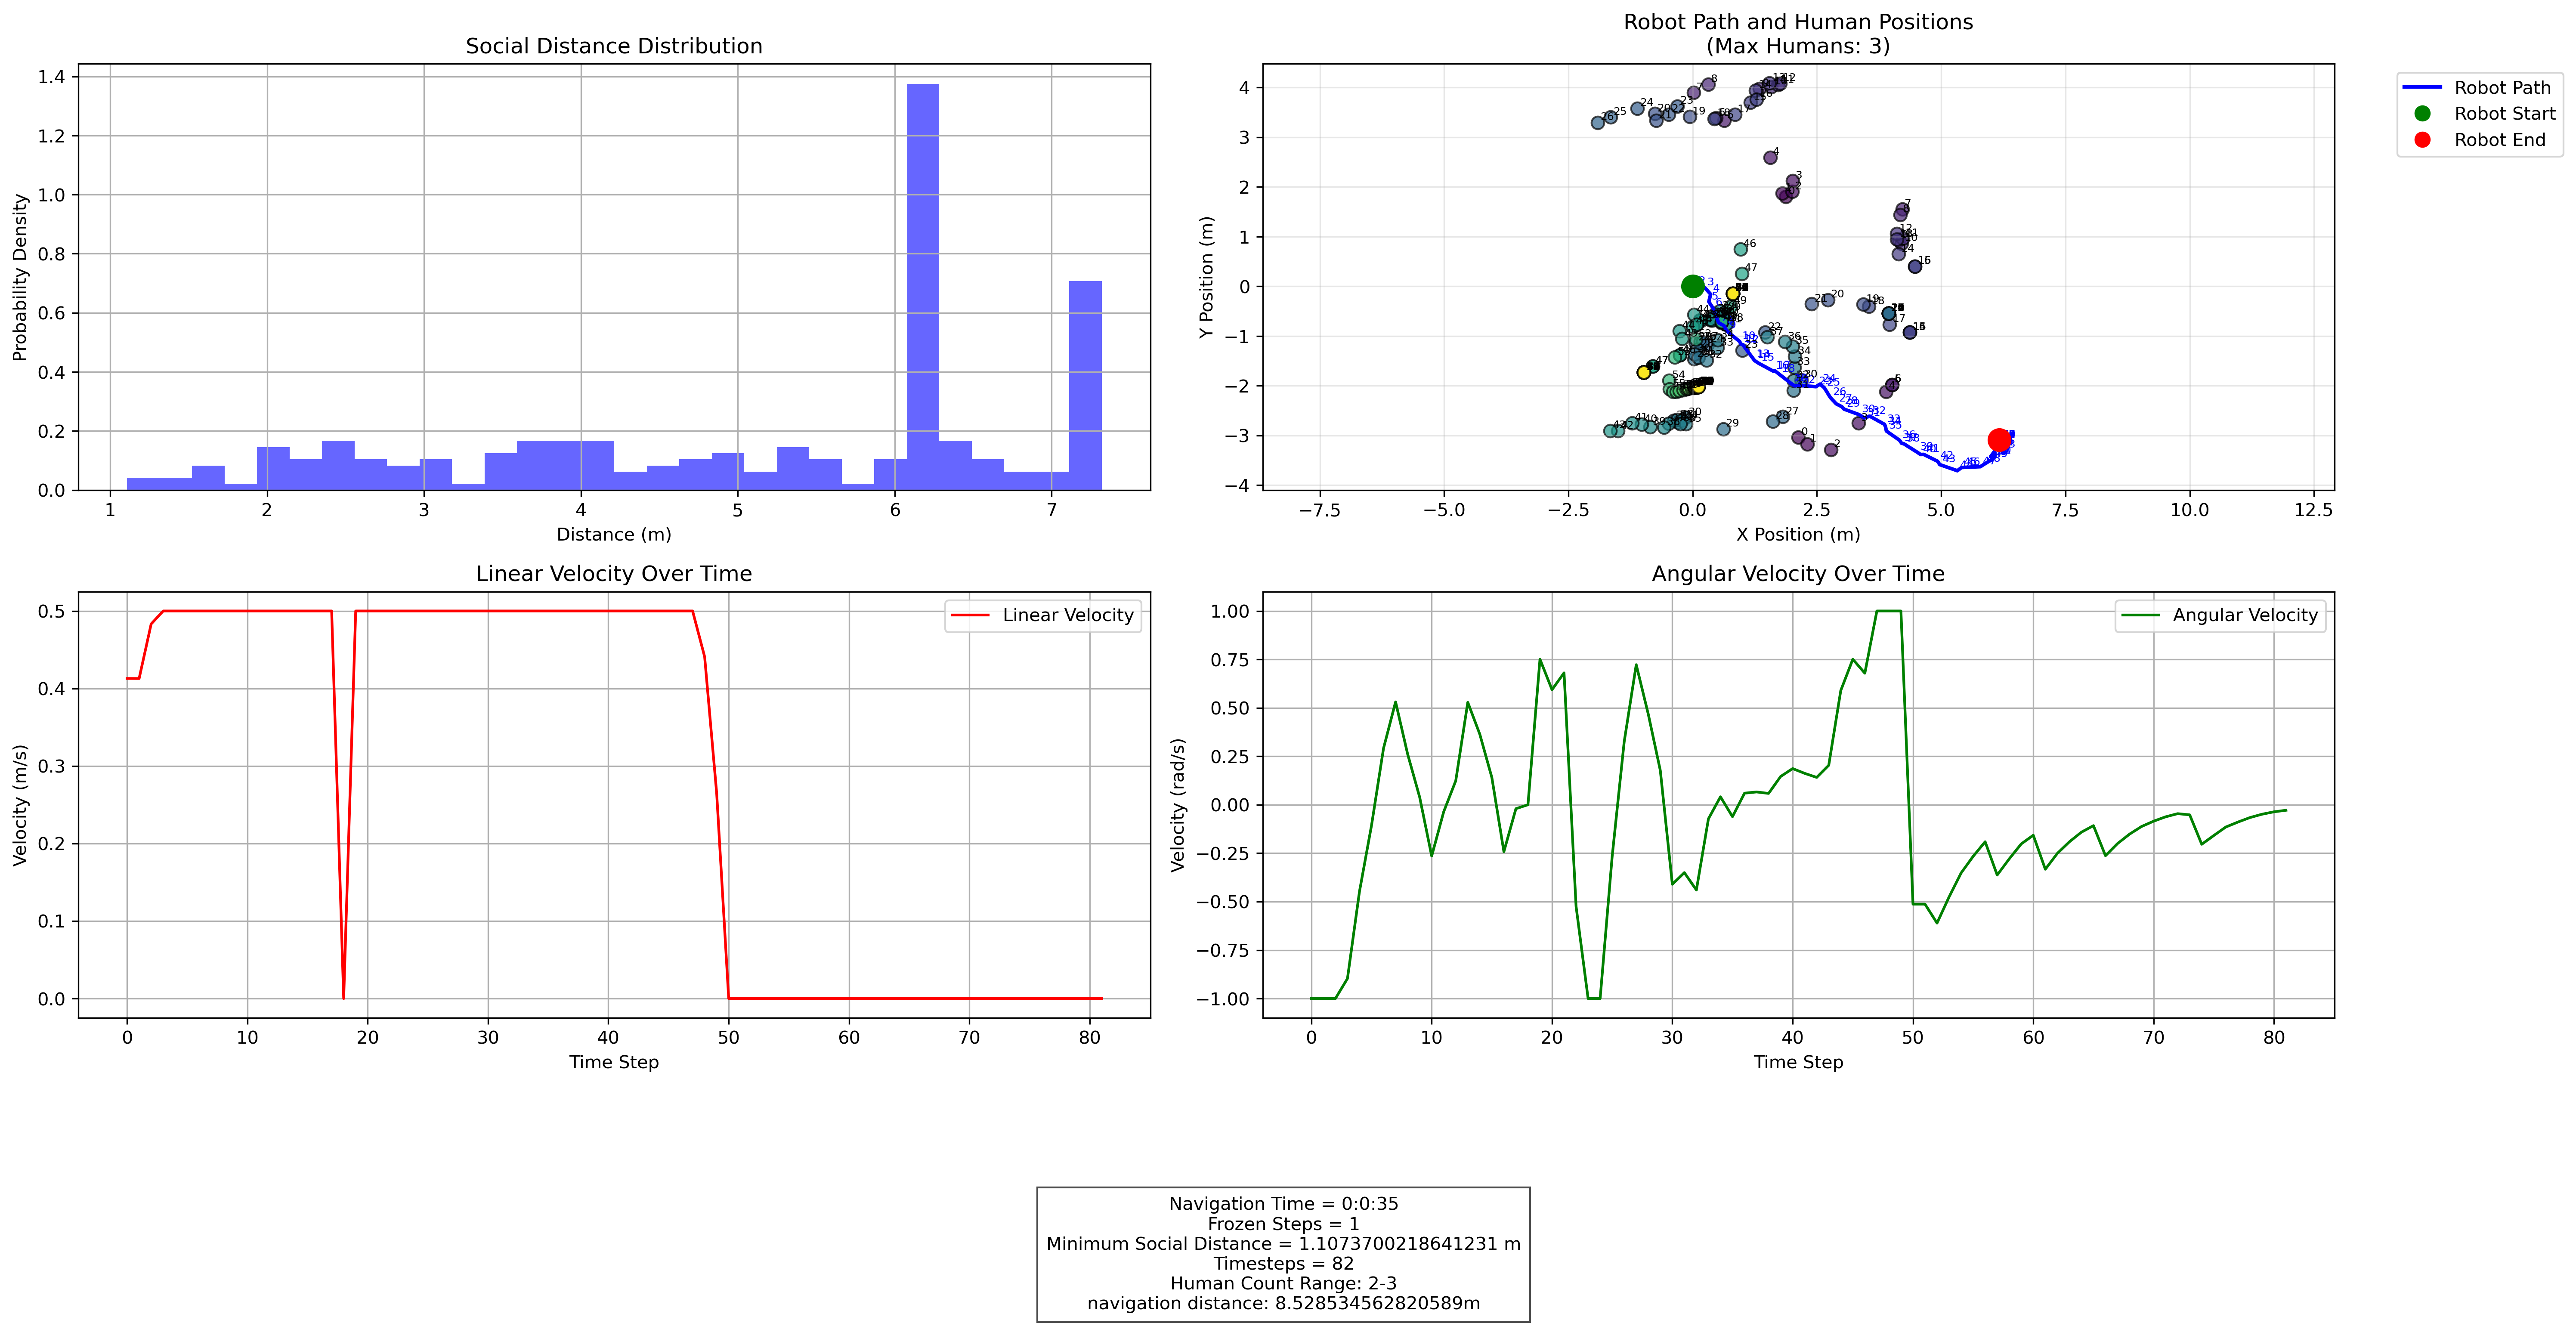 Social Distance Distribution
Probability Density
1.4
1.2
1.0
0.8
0.6
0.4
0.2
0.0
1 2 3 4 5 6 7
Distance (m)
Robot Path and Human Positions
(Max Humans: 3)
Y Position (m)
4
3
2
1
0
−1
−2
−3
−4
−7.5 −5.0 −2.5 0.0 2.5 5.0 7.5 10.0 12.5
X Position (m)
Robot Path
Robot Start
Robot End
Linear Velocity Over Time
Velocity (m/s)
0.5
0.4
0.3
0.2
0.1
0.0
0 10 20 30 40 50 60 70 80
Time Step
Linear Velocity
Angular Velocity Over Time
Velocity (rad/s)
1.00
0.75
0.50
0.25
0.00
−0.25
−0.50
−0.75
−1.00
0 10 20 30 40 50 60 70 80
Time Step
Angular Velocity
Navigation Time = 0:0:35
Frozen Steps = 1
Minimum Social Distance = 1.1073700218641231 m
Timesteps = 82
Human Count Range: 2-3
navigation distance: 8.528534562820589m